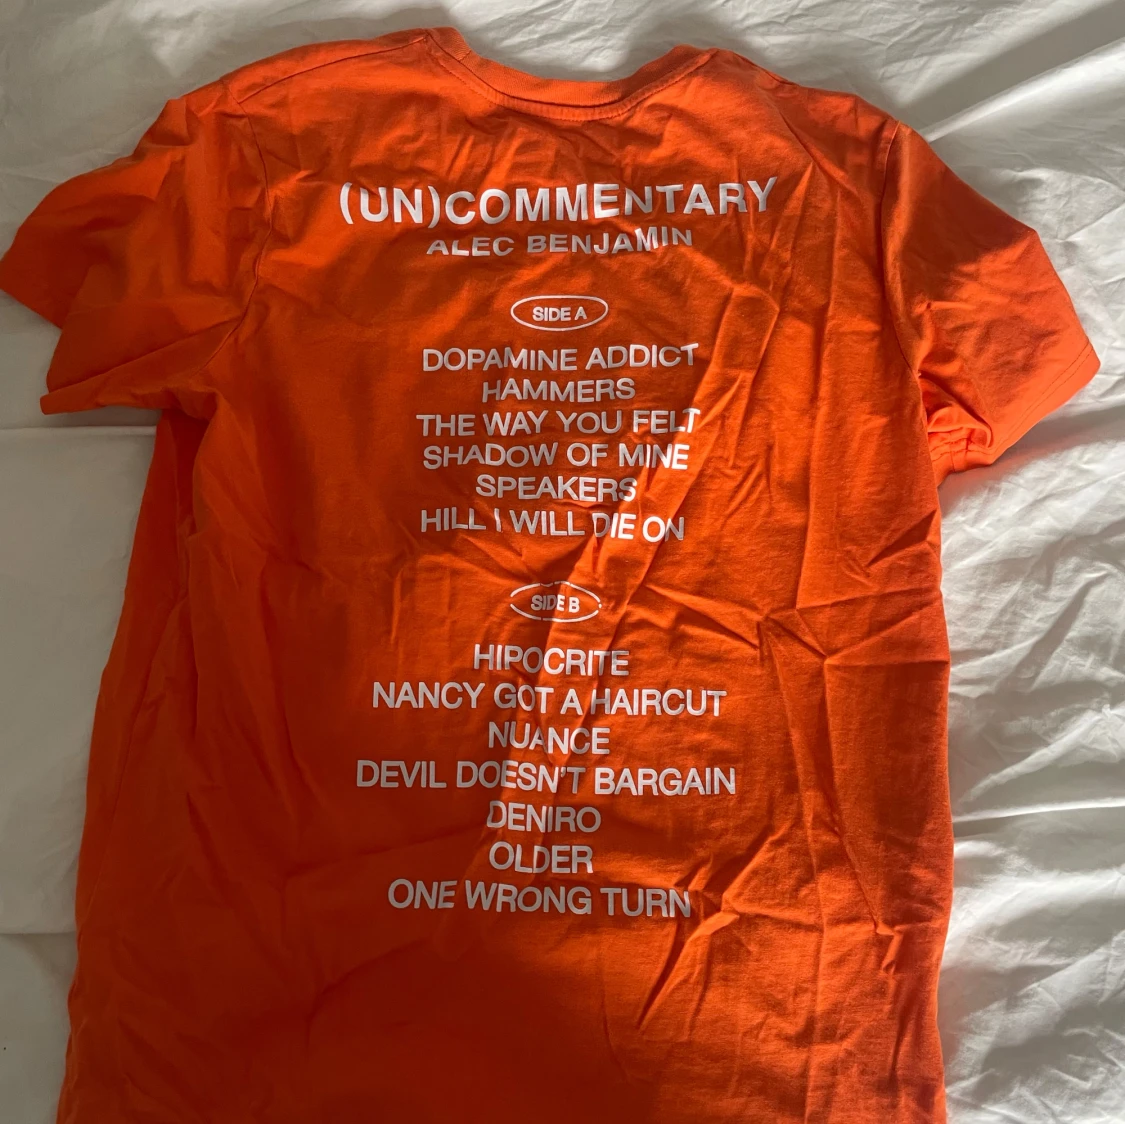 (UN)COMMENTARY
ALEC BENJAMIN
SIDE A
DOPAMINE ADDICT
HAMMERS
THE WAY YOU FELT
SHADOW OF MINE
SPEAKERS
HILL I WILL DIE ON
SIDE B
HIPOCRITE
NANCY GOT A HAIRCUT
NUANCE
DEVIL DOESN'T BARGAIN
DENIRO
OLDER
ONE WRONG TURN